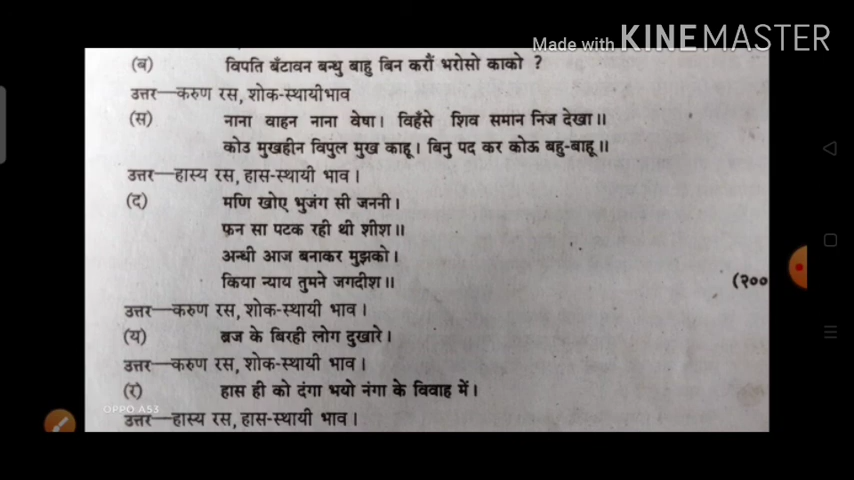 Made with KINEMASTER
(ब) विपति बँटावन बन्धु बाहु बिन करौं भरोसो काको ?
उत्तर—करुण रस, शोक-स्थायीभाव
(स) नाना वाहन नाना वेषा। विहँसे शिव समान निज देखा॥
कोउ मुखहीन विपुल मुख काहू। बिनु पद कर कोऊ बहु-बाहू॥
उत्तर—हास्य रस, हास-स्थायी भाव।
(द) मणि खोए भुजंग सी जननी।
फन सा पटक रही थी शीश॥
अन्धी आज बनाकर मुझको।
किया न्याय तुमने जगदीश॥
(२००
उत्तर—करुण रस, शोक-स्थायी भाव।
(य) ब्रज के बिरही लोग दुखारे।
उत्तर—करुण रस, शोक-स्थायी भाव।
(र) हास ही को दंगा भयो नंगा के विवाह में।
OPPO A53
उत्तर—हास्य रस, हास-स्थायी भाव।